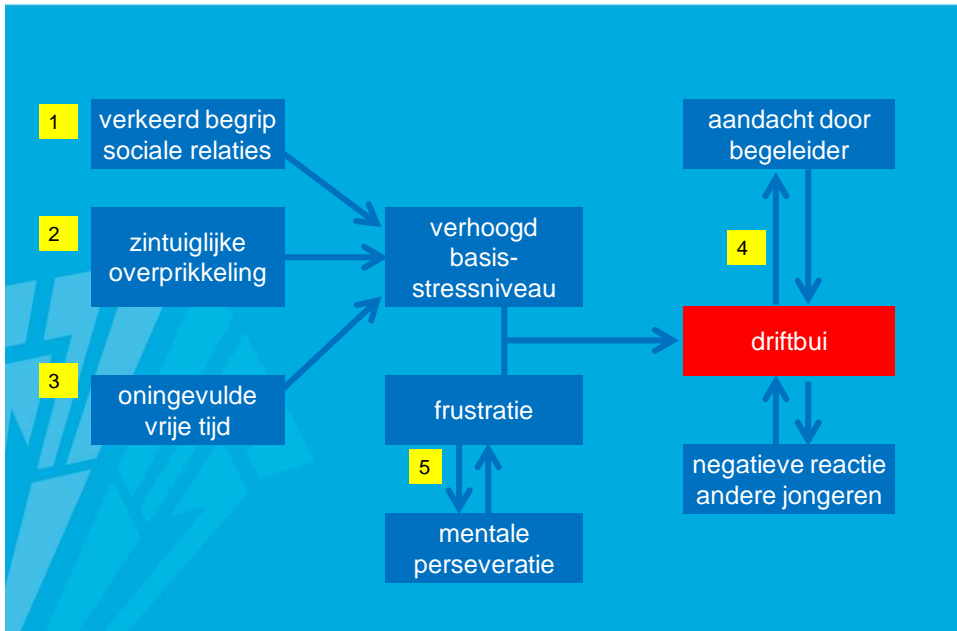 1
verkeerd begrip
sociale relaties
2
zintuiglijke
overprikkeling
3
oningevulde
vrije tijd
verhoogd
basis-
stressniveau
frustratie
5
mentale
perseveratie
aandacht door
begeleider
4
driftbui
negatieve reactie
andere jongeren